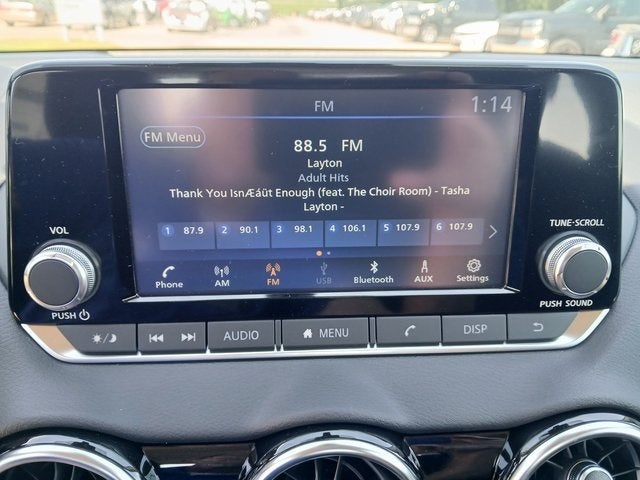 FM
1:14
FM Menu
88.5 FM
Layton
Adult Hits
Thank You IsnÆáüt Enough (feat. The Choir Room) - Tasha
Layton -
1 87.9 2 90.1 3 98.1 4 106.1 5 107.9 6 107.9
Phone AM FM USB Bluetooth AUX Settings
VOL
PUSH
TUNE·SCROLL
PUSH SOUND
AUDIO MENU DISP